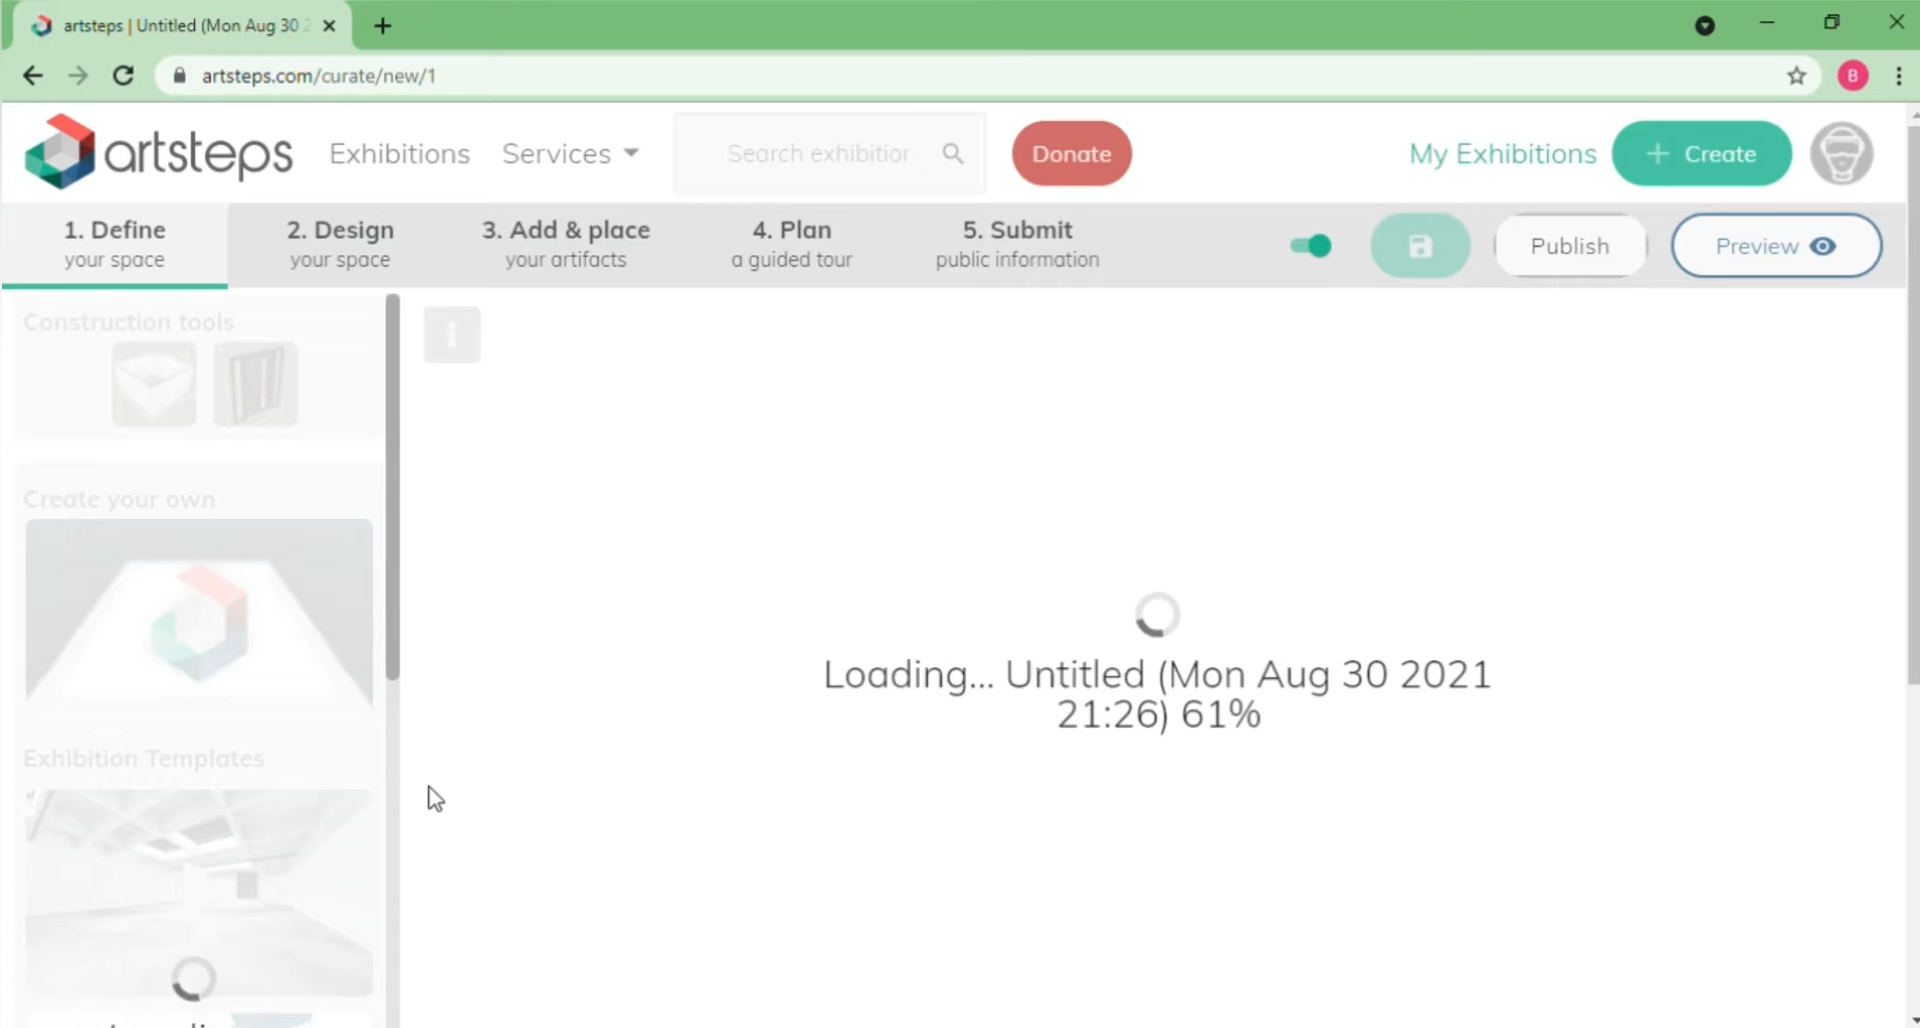 artsteps | Untitled (Mon Aug 30
artsteps.com/curate/new/1
B
artsteps
Exhibitions
Services
Search exhibition
Donate
My Exhibitions
+ Create
1. Define
your space
2. Design
your space
3. Add & place
your artifacts
4. Plan
a guided tour
5. Submit
public information
Publish
Preview
Construction tools
i
Create your own
Loading... Untitled (Mon Aug 30 2021
21:26) 61%
Exhibition Templates